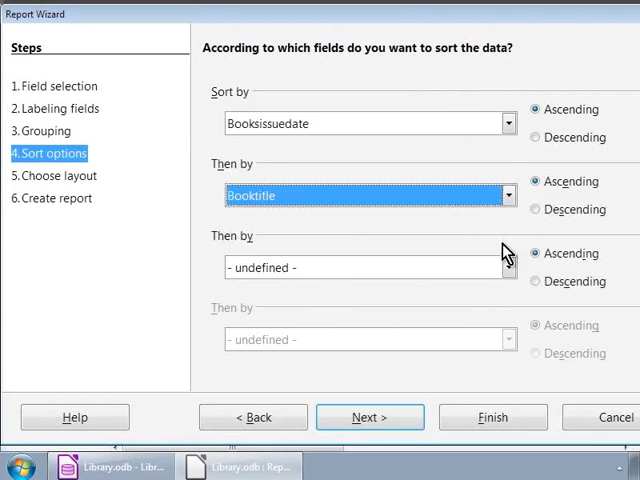 Report Wizard
Steps
According to which fields do you want to sort the data?
1.Field selection
2.Labeling fields
3.Grouping
4.Sort options
5.Choose layout
6.Create report
Sort by
Booksissuedate
Ascending
Descending
Then by
Booktitle
Ascending
Descending
Then by
- undefined -
Ascending
Descending
Then by
- undefined -
Ascending
Descending
Help
< Back
Next >
Finish
Cancel
Library.odb - Libr...
Library.odb : Rep...